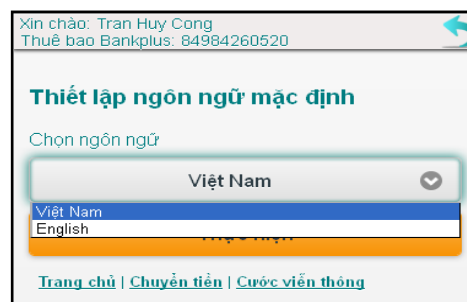 Xin chào: Tran Huy Cong
Thuê bao Bankplus: 84984260520
Thiết lập ngôn ngữ mặc định
Chọn ngôn ngữ
Việt Nam
Việt Nam
English
Trang chủ | Chuyển tiền | Cước viễn thông